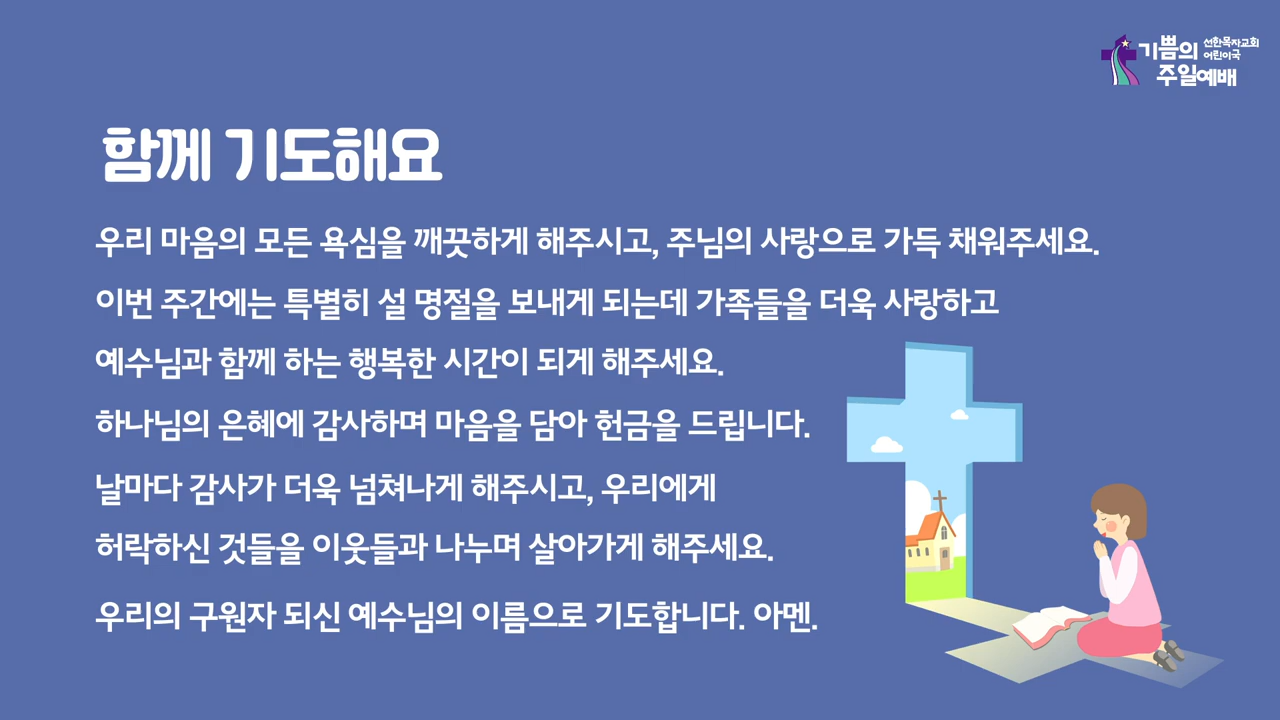 기쁨의 선한목자교회
어린이국
주일예배
함께 기도해요
우리 마음의 모든 욕심을 깨끗하게 해주시고, 주님의 사랑으로 가득 채워주세요.
이번 주간에는 특별히 설 명절을 보내게 되는데 가족들을 더욱 사랑하고
예수님과 함께 하는 행복한 시간이 되게 해주세요.
하나님의 은혜에 감사하며 마음을 담아 헌금을 드립니다.
날마다 감사가 더욱 넘쳐나게 해주시고, 우리에게
허락하신 것들을 이웃들과 나누며 살아가게 해주세요.
우리의 구원자 되신 예수님의 이름으로 기도합니다. 아멘.